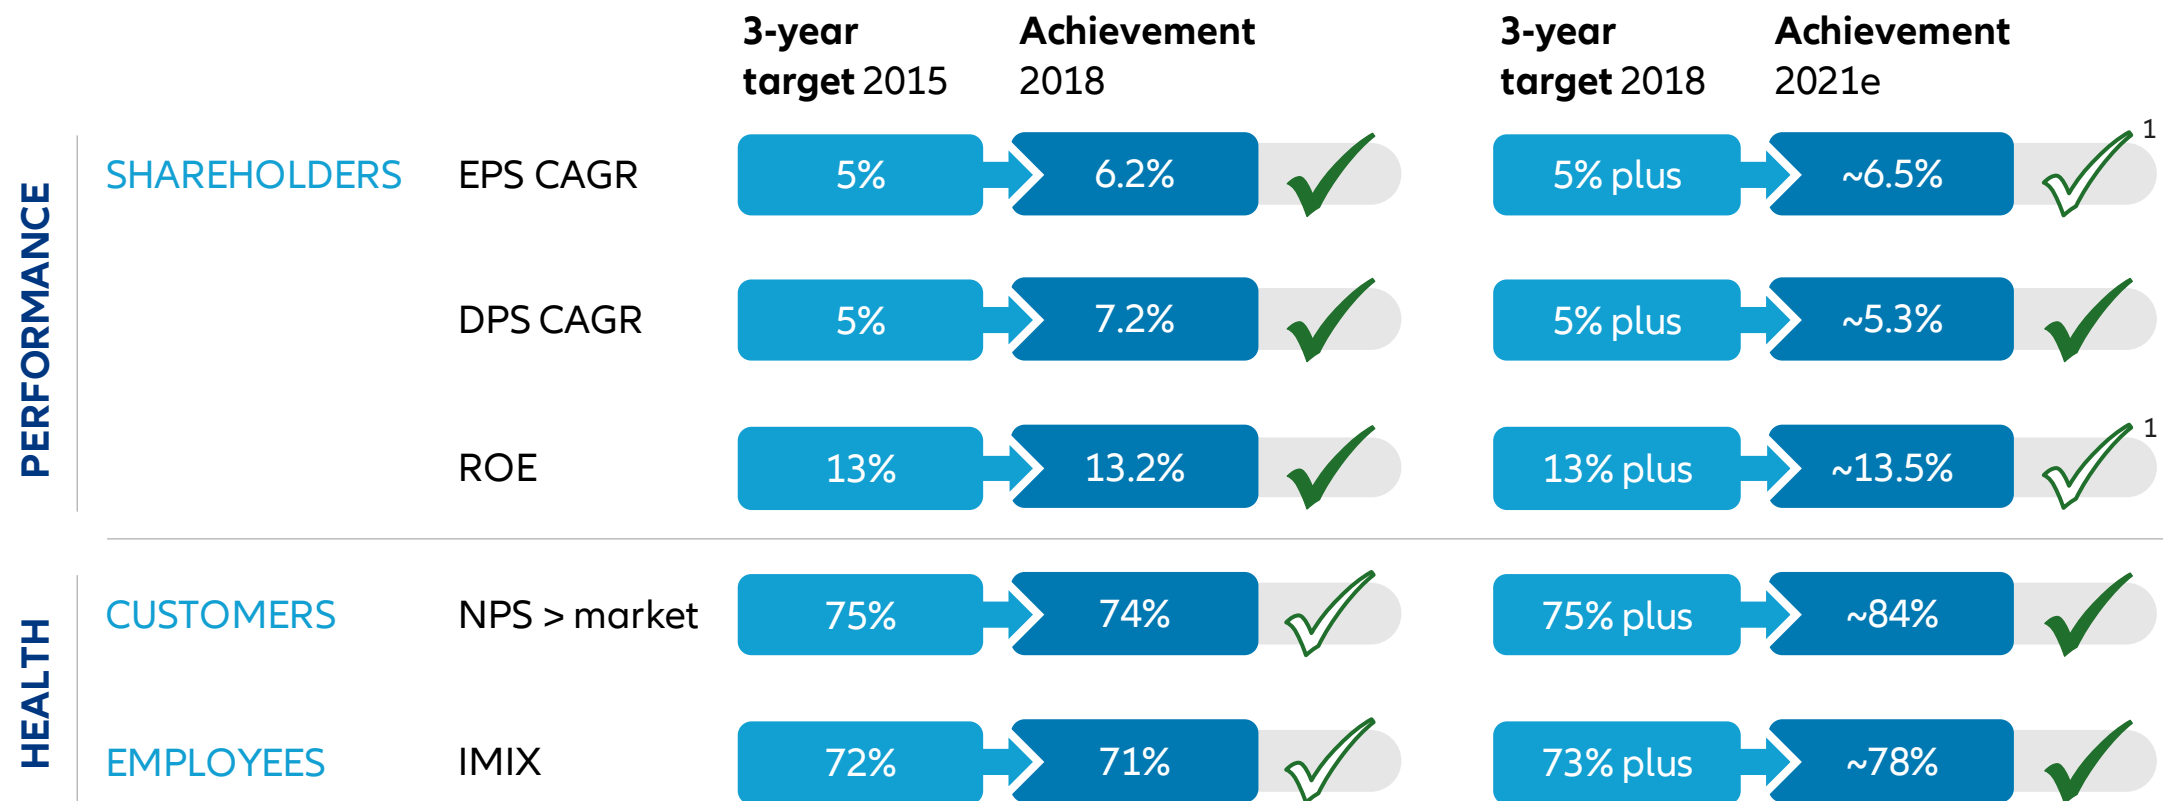 3-year target 2015
Achievement 2018
3-year target 2018
Achievement 2021e
PERFORMANCE
SHAREHOLDERS EPS CAGR 5% 6.2% 5% plus ~6.5% 1
DPS CAGR 5% 7.2% 5% plus ~5.3%
ROE 13% 13.2% 13% plus ~13.5% 1
HEALTH
CUSTOMERS NPS > market 75% 74% 75% plus ~84%
EMPLOYEES IMIX 72% 71% 73% plus ~78%